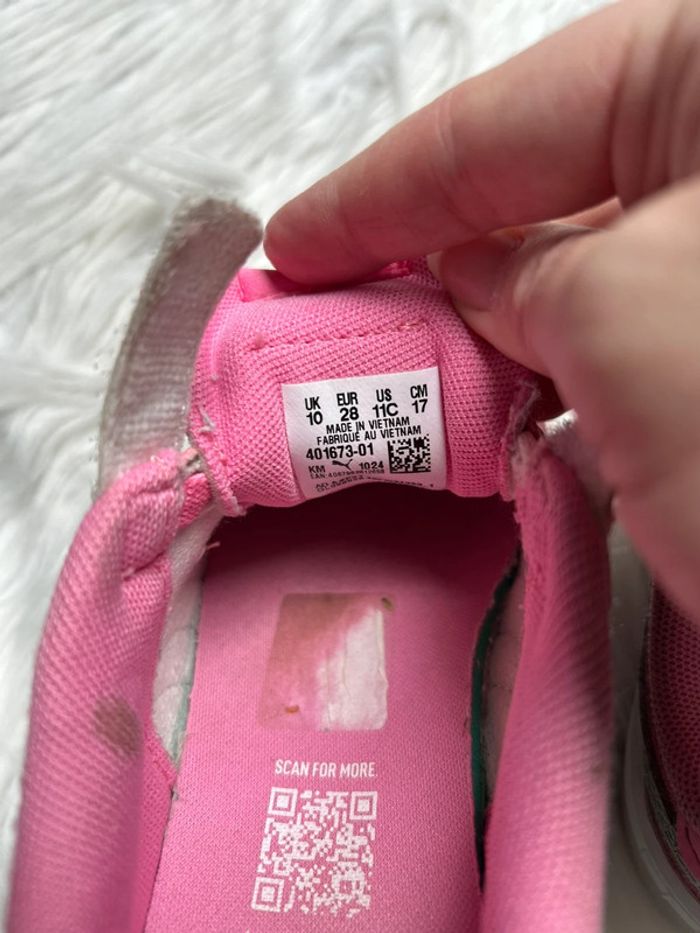 UK EUR US CM
10 28 11C 17
MADE IN VIETNAM
FABRIQUÉ AU VIETNAM
401673-01
KM 1024
EAN:
SCAN FOR MORE.